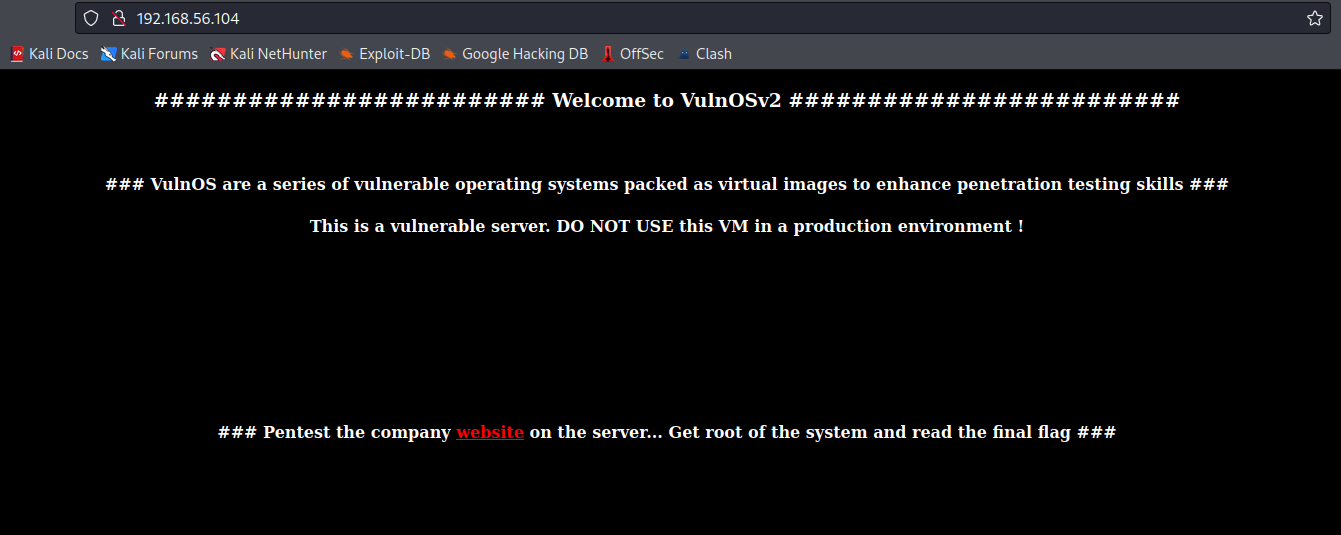 192.168.56.104
Kali Docs Kali Forums Kali NetHunter Exploit-DB Google Hacking DB OffSec Clash
######################### Welcome to VulnOSv2 #########################
### VulnOS are a series of vulnerable operating systems packed as virtual images to enhance penetration testing skills ###
This is a vulnerable server. DO NOT USE this VM in a production environment !
### Pentest the company website on the server... Get root of the system and read the final flag ###